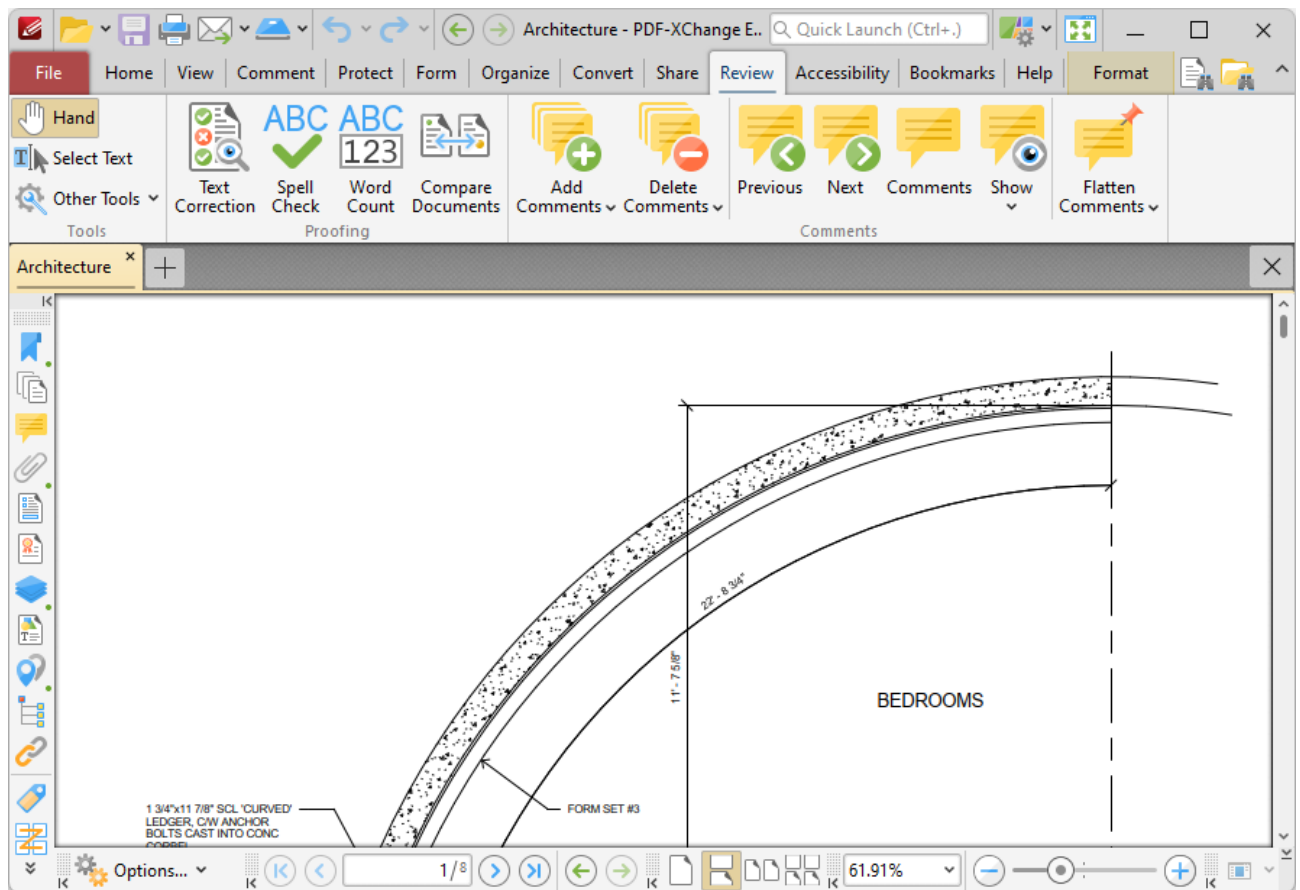 Architecture - PDF-XChange E.. Quick Launch (Ctrl+.)
File Home View Comment Protect Form Organize Convert Share Review Accessibility Bookmarks Help Format
Hand
Select Text
Other Tools
Tools
Text Correction
ABC
Spell Check
ABC
123
Word Count
Compare Documents
Proofing
Add Comments
Delete Comments
Previous
Next
Comments
Show
Flatten Comments
Comments
Architecture
22' - 8 3/4"
11' - 7 5/8"
BEDROOMS
FORM SET #3
1 3/4"x11 7/8" SCL 'CURVED'
LEDGER, C/W ANCHOR
BOLTS CAST INTO CONC
CORBEL
Options... 1/8 61.91%